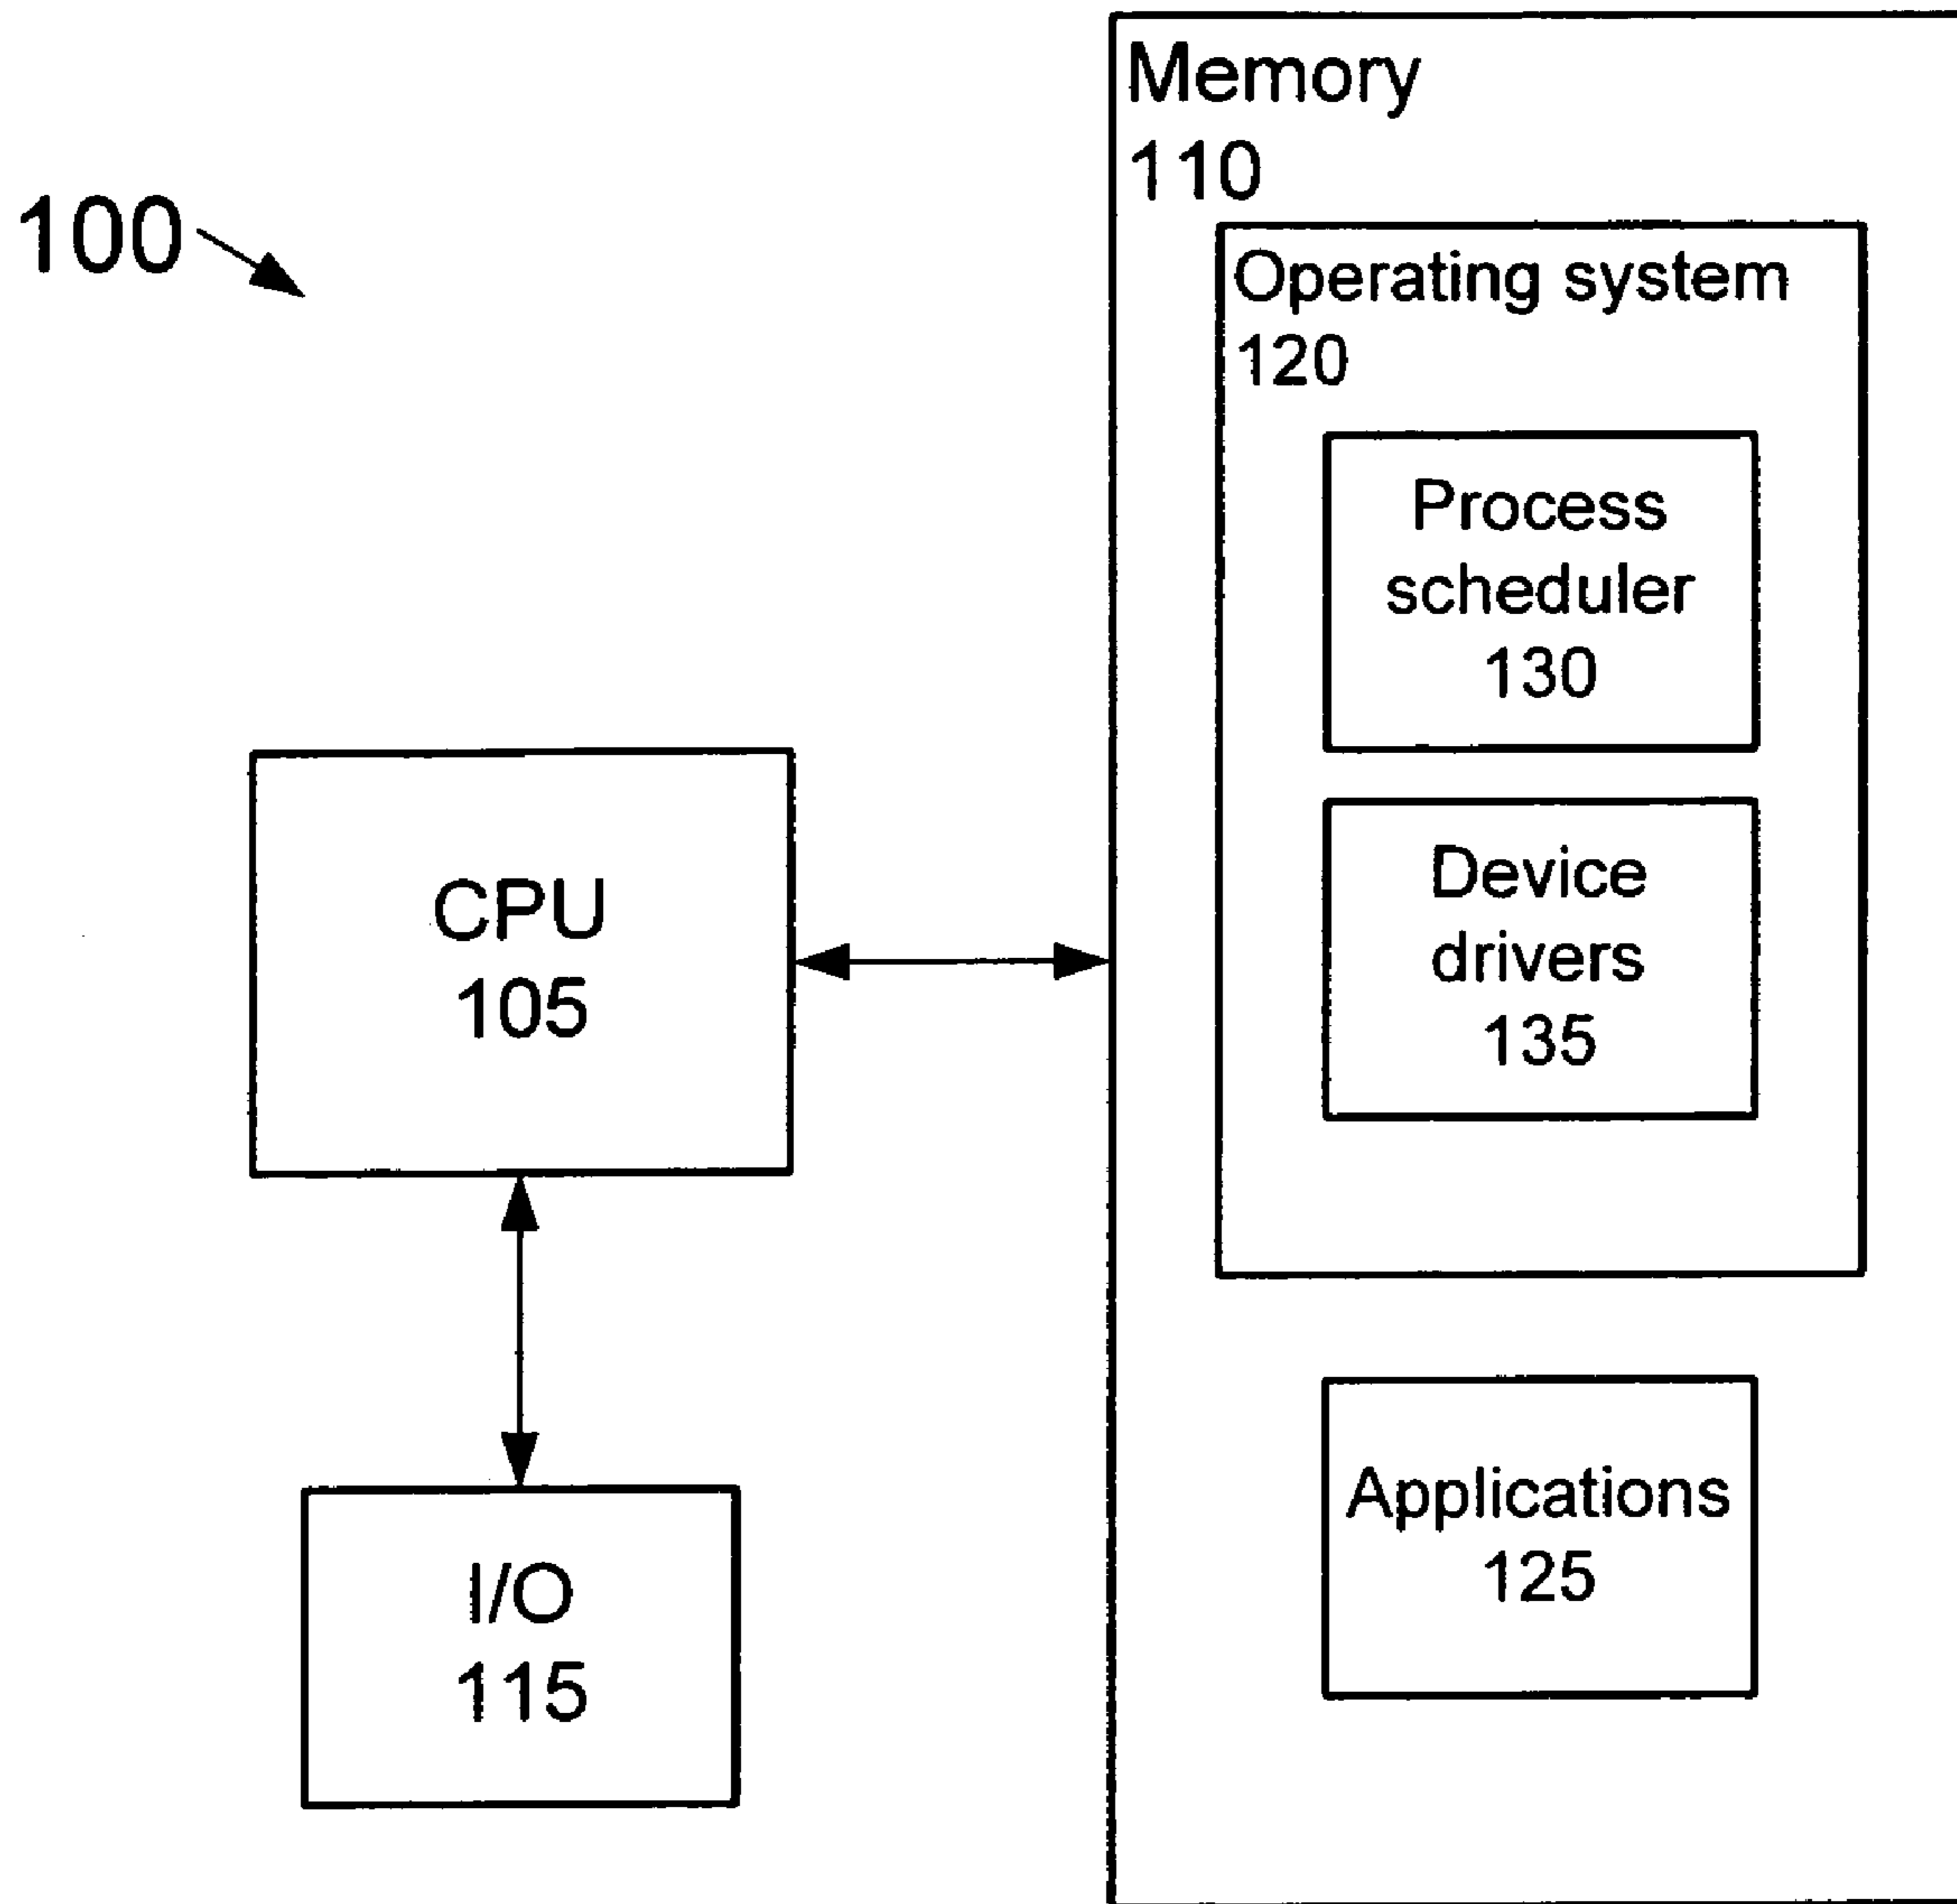 100
Memory
110
Operating system
120
Process
scheduler
130
Device
drivers
135
CPU
105
I/O
115
Applications
125